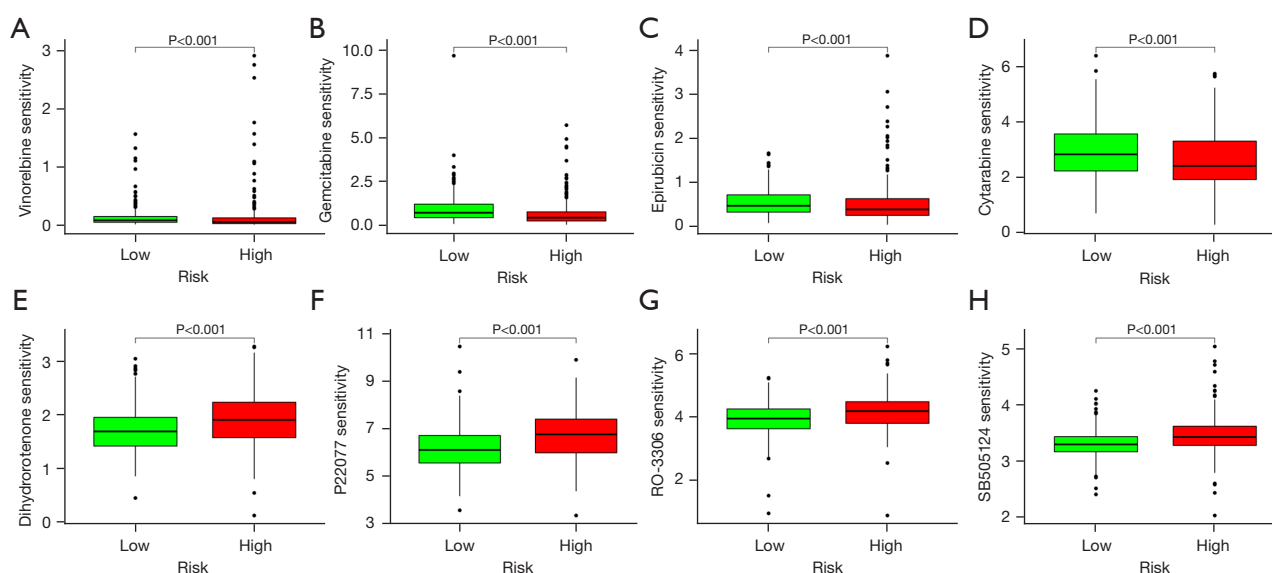 A
P<0.001
Vinorelbine sensitivity
3
2
1
0
Low
High
Risk
B
P<0.001
Gemcitabine sensitivity
10.0
7.5
5.0
2.5
0.0
Low
High
Risk
C
P<0.001
Epirubicin sensitivity
4
3
2
1
0
Low
High
Risk
D
P<0.001
Cytarabine sensitivity
6
4
2
0
Low
High
Risk
E
P<0.001
Dihydrorotenone sensitivity
3
2
1
0
Low
High
Risk
F
P<0.001
P22077 sensitivity
11
9
7
5
3
Low
High
Risk
G
P<0.001
RO-3306 sensitivity
6
4
2
Low
High
Risk
H
P<0.001
SB505124 sensitivity
5
4
3
2
Low
High
Risk